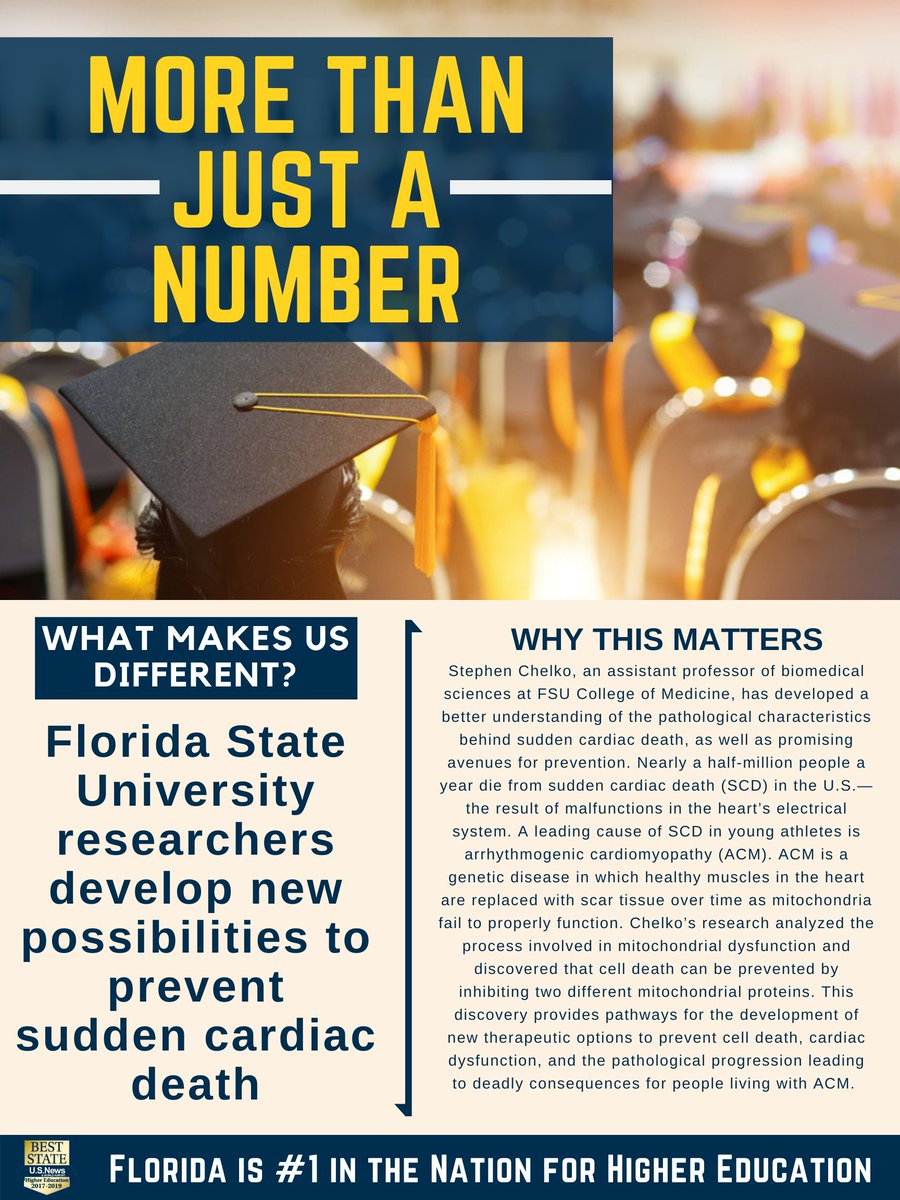 MORE THAN
JUST A
NUMBER
WHAT MAKES US
DIFFERENT?
Florida State
University
researchers
develop new
possibilities to
prevent
sudden cardiac
death
WHY THIS MATTERS
Stephen Chelko, an assistant professor of biomedical
sciences at FSU College of Medicine, has developed a
better understanding of the pathological characteristics
behind sudden cardiac death, as well as promising
avenues for prevention. Nearly a half-million people a
year die from sudden cardiac death (SCD) in the U.S.—
the result of malfunctions in the heart’s electrical
system. A leading cause of SCD in young athletes is
arrhythmogenic cardiomyopathy (ACM). ACM is a
genetic disease in which healthy muscles in the heart
are replaced with scar tissue over time as mitochondria
fail to properly function. Chelko’s research analyzed the
process involved in mitochondrial dysfunction and
discovered that cell death can be prevented by
inhibiting two different mitochondrial proteins. This
discovery provides pathways for the development of
new therapeutic options to prevent cell death, cardiac
dysfunction, and the pathological progression leading
to deadly consequences for people living with ACM.
BEST
STATE
U.S.News
Higher Education
2017-2019
FLORIDA IS #1 IN THE NATION FOR HIGHER EDUCATION